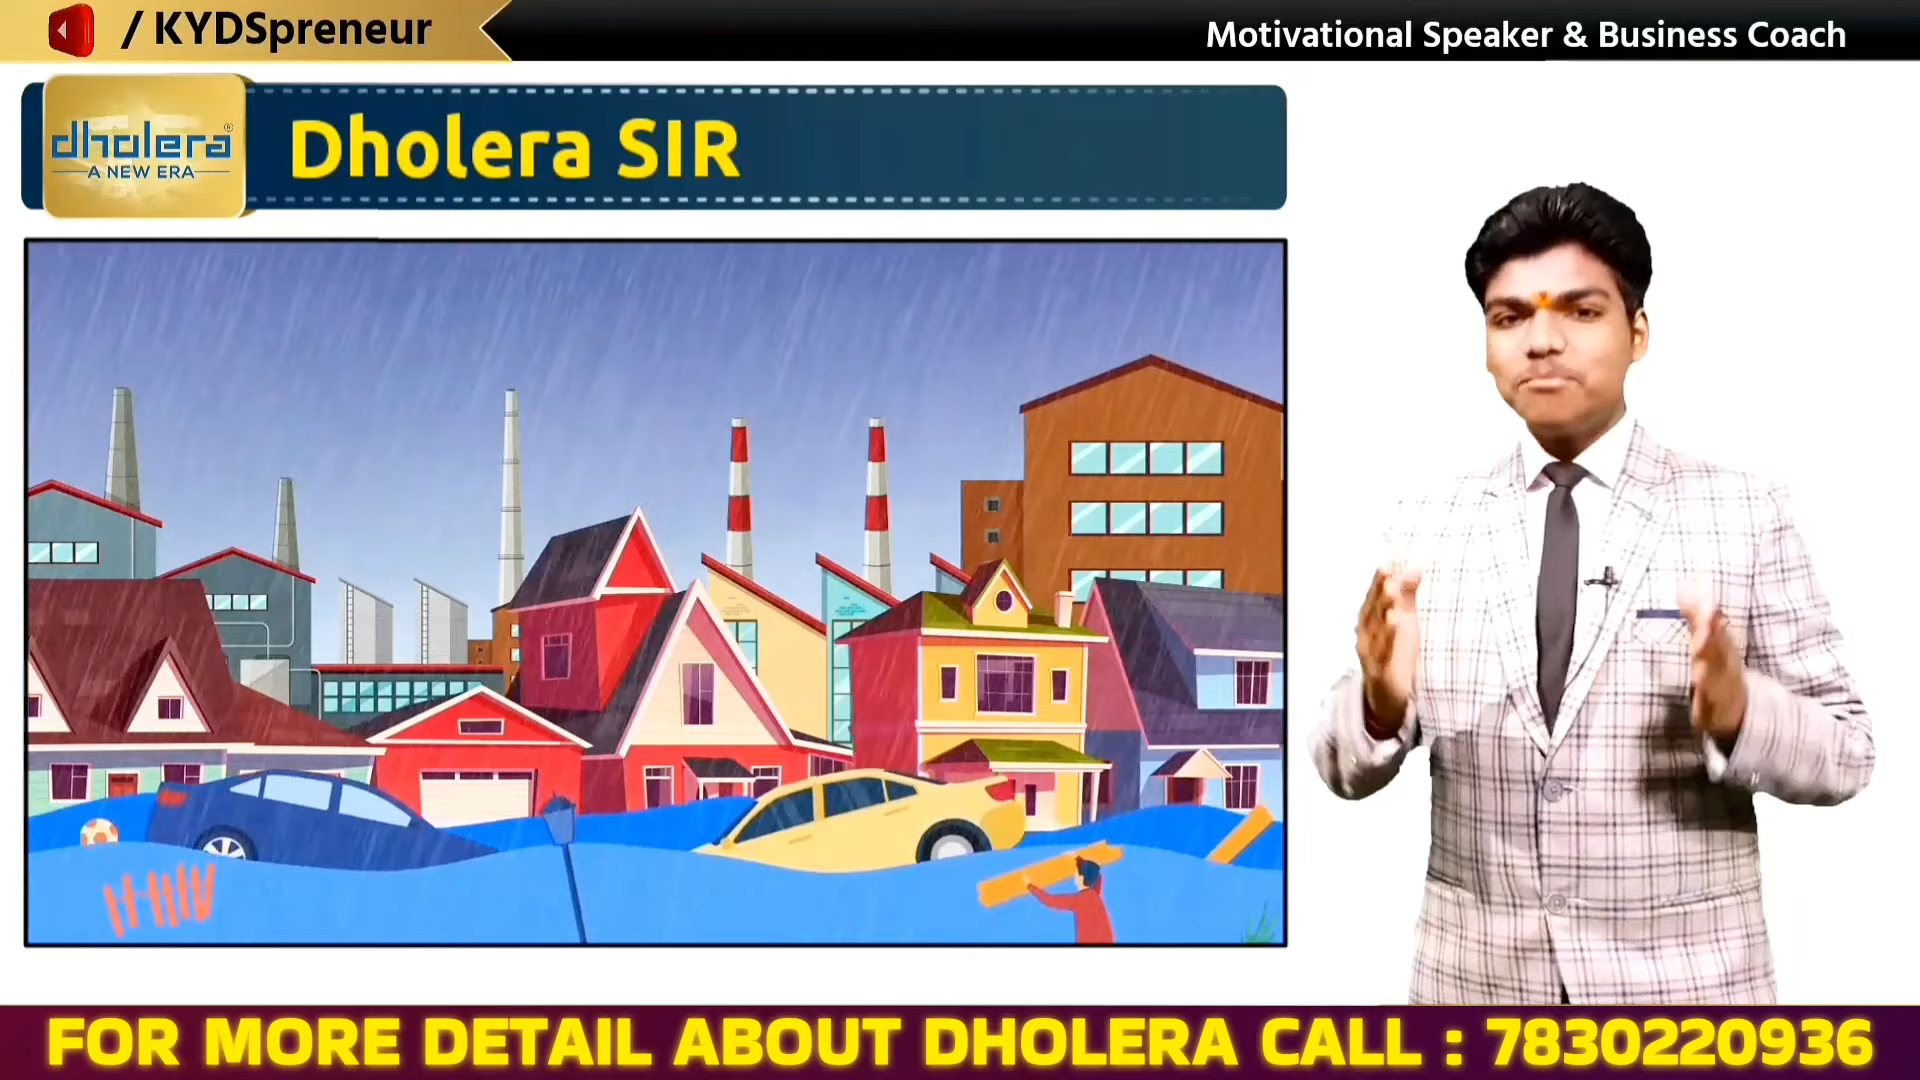 / KYDSpreneur
Motivational Speaker & Business Coach
dholera®
A NEW ERA
Dholera SIR
FOR MORE DETAIL ABOUT DHOLERA CALL : 7830220936